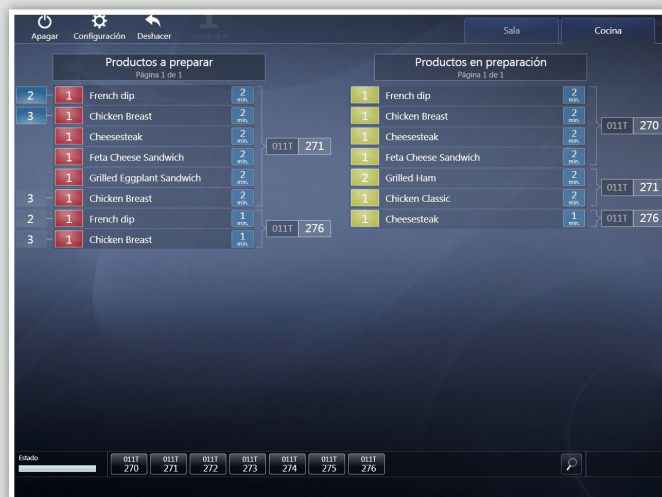 Apagar Configuración Deshacer Vendedor
Sala Cocina
Productos a preparar
Página 1 de 1
2 1 French dip 2 min.
3 1 Chicken Breast 2 min.
1 Cheesesteak 2 min.
1 Feta Cheese Sandwich 2 min.
1 Grilled Eggplant Sandwich 2 min.
3 1 Chicken Breast 2 min.
011T 271
2 1 French dip 1 min.
3 1 Chicken Breast 1 min.
011T 276
Productos en preparación
Página 1 de 1
1 French dip 2 min.
1 Chicken Breast 2 min.
1 Cheesesteak 2 min.
1 Feta Cheese Sandwich 2 min.
011T 270
2 Grilled Ham 2 min.
1 Chicken Classic 2 min.
011T 271
1 Cheesesteak 1 min.
011T 276
Estado
011T 270
011T 271
011T 272
011T 273
011T 274
011T 275
011T 276